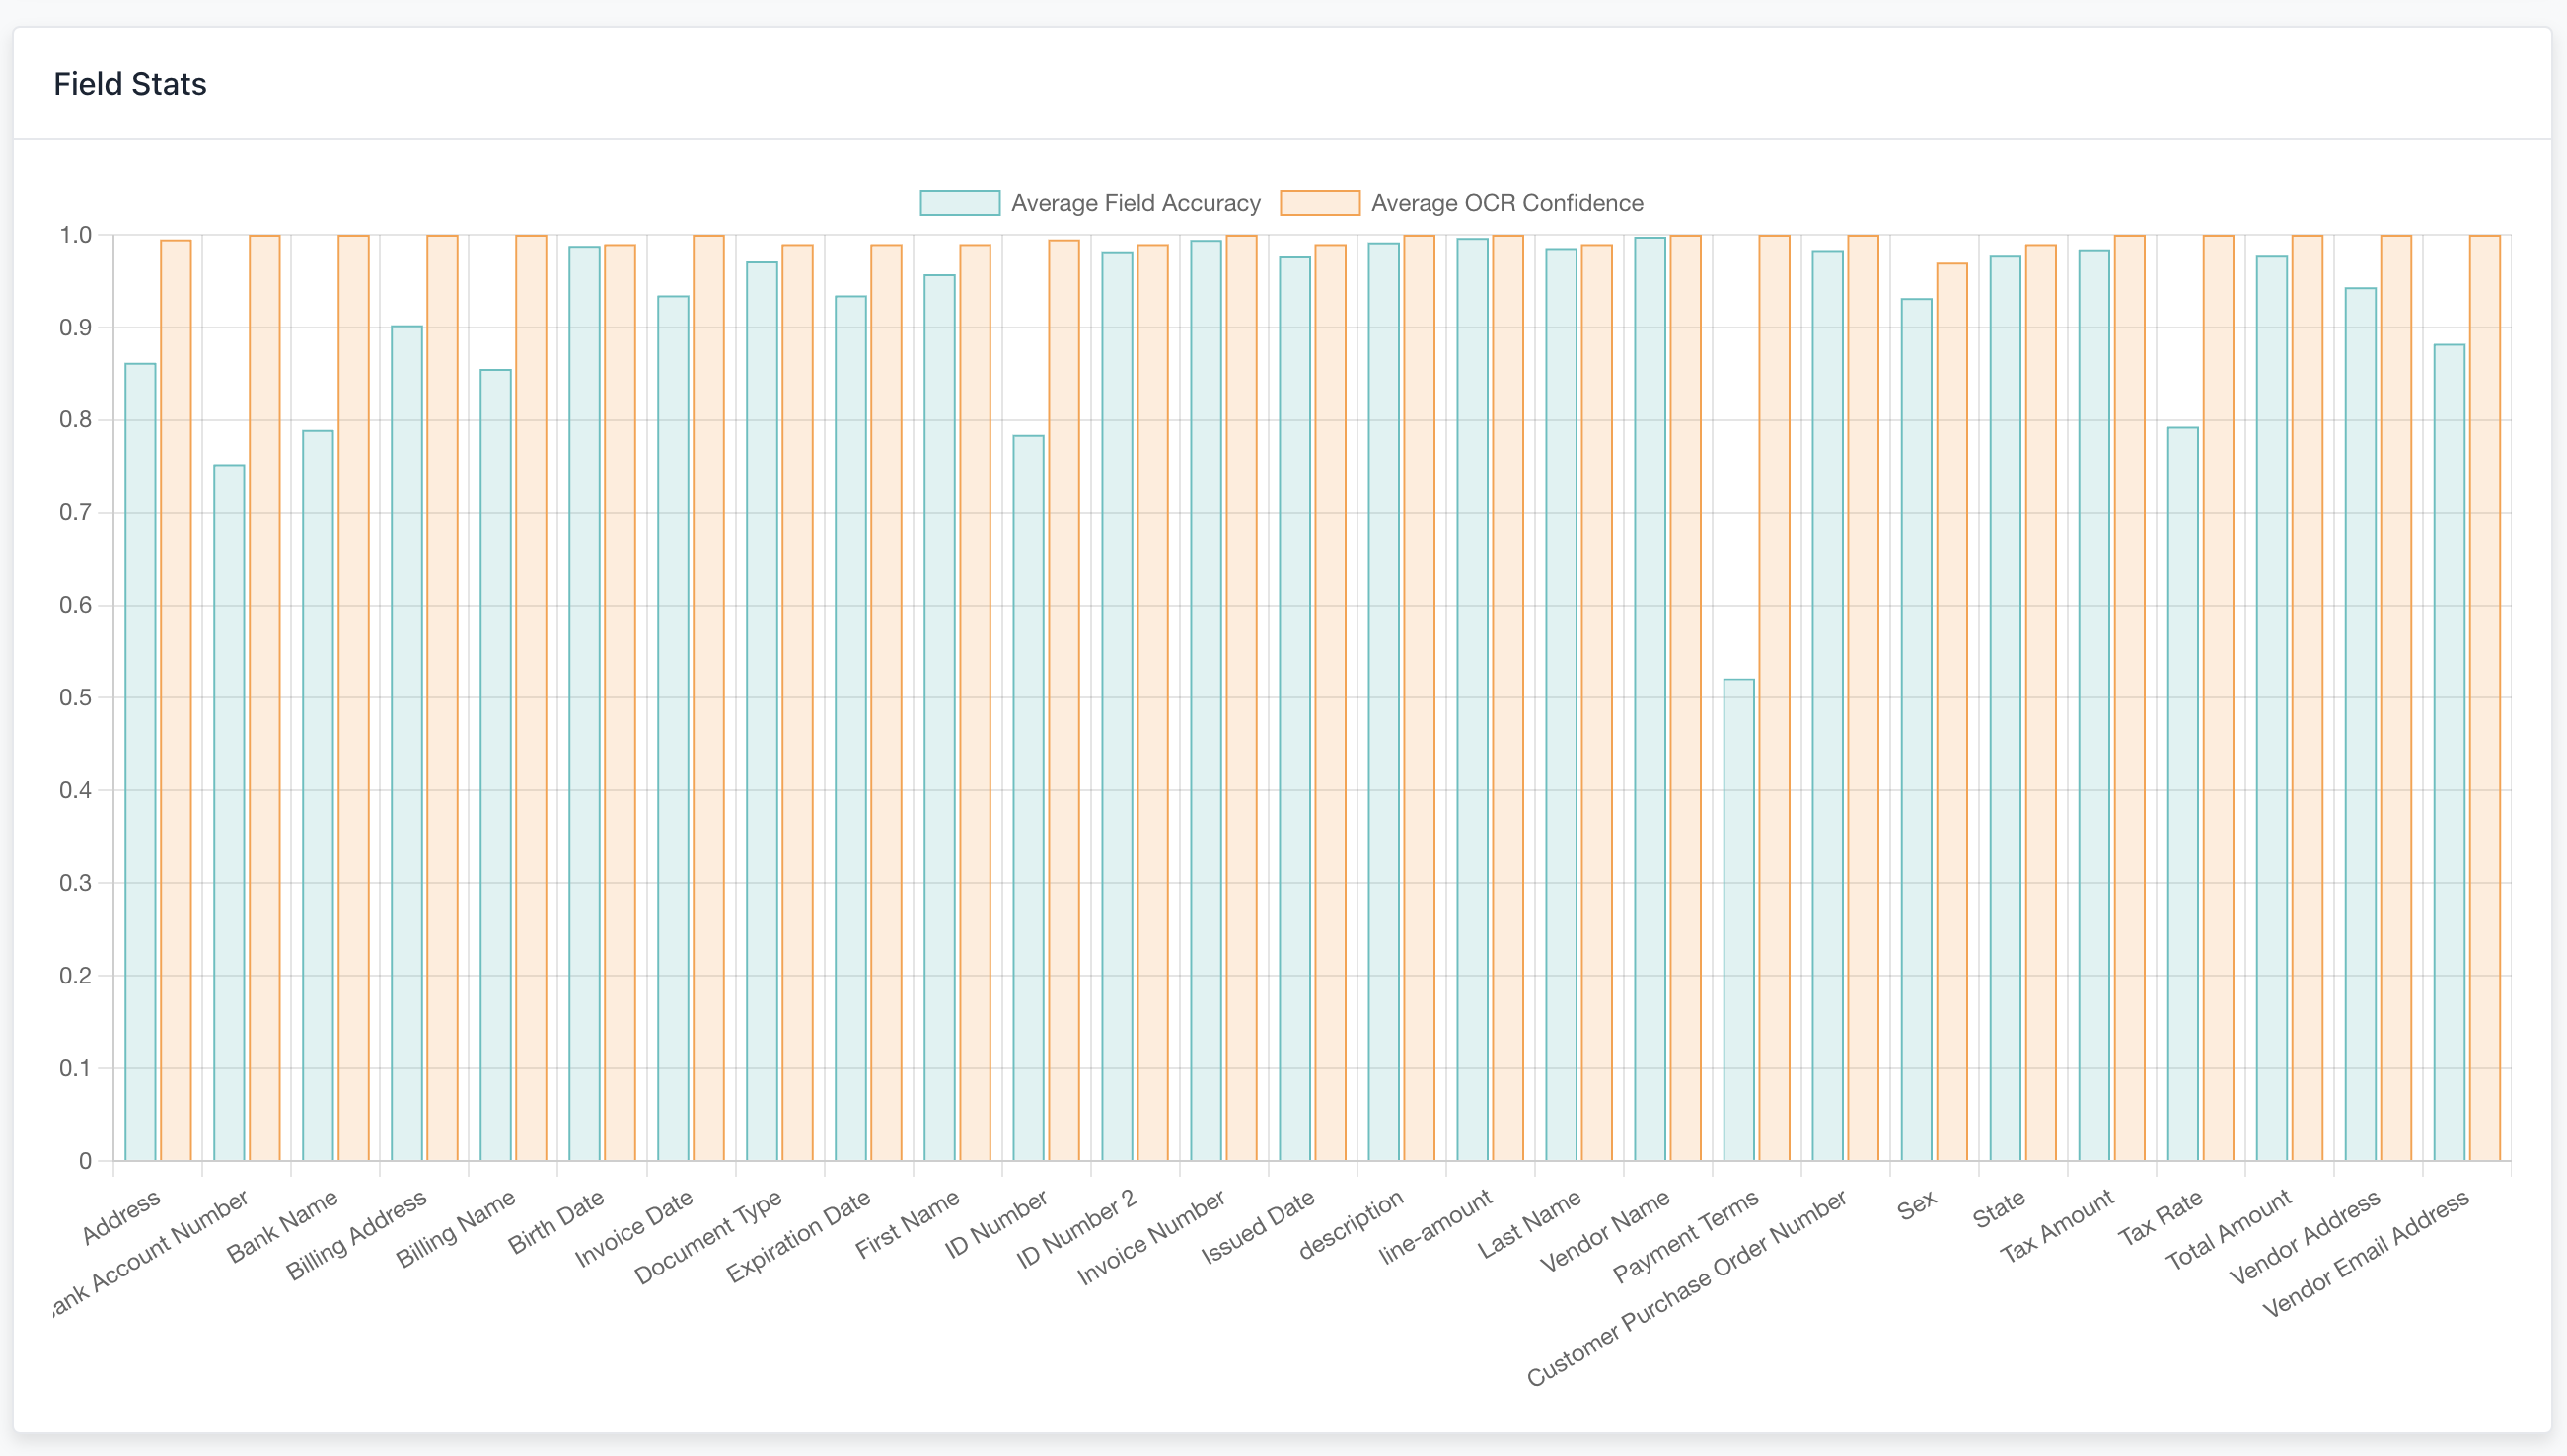 Field Stats
Average Field Accuracy Average OCR Confidence
1.0
0.9
0.8
0.7
0.6
0.5
0.4
0.3
0.2
0.1
0
Address
ank Account Number
Bank Name
Billing Address
Billing Name
Birth Date
Invoice Date
Document Type
Expiration Date
First Name
ID Number
ID Number 2
Invoice Number
Issued Date
description
line-amount
Last Name
Vendor Name
Payment Terms
Customer Purchase Order Number
Sex
State
Tax Amount
Tax Rate
Total Amount
Vendor Address
Vendor Email Address